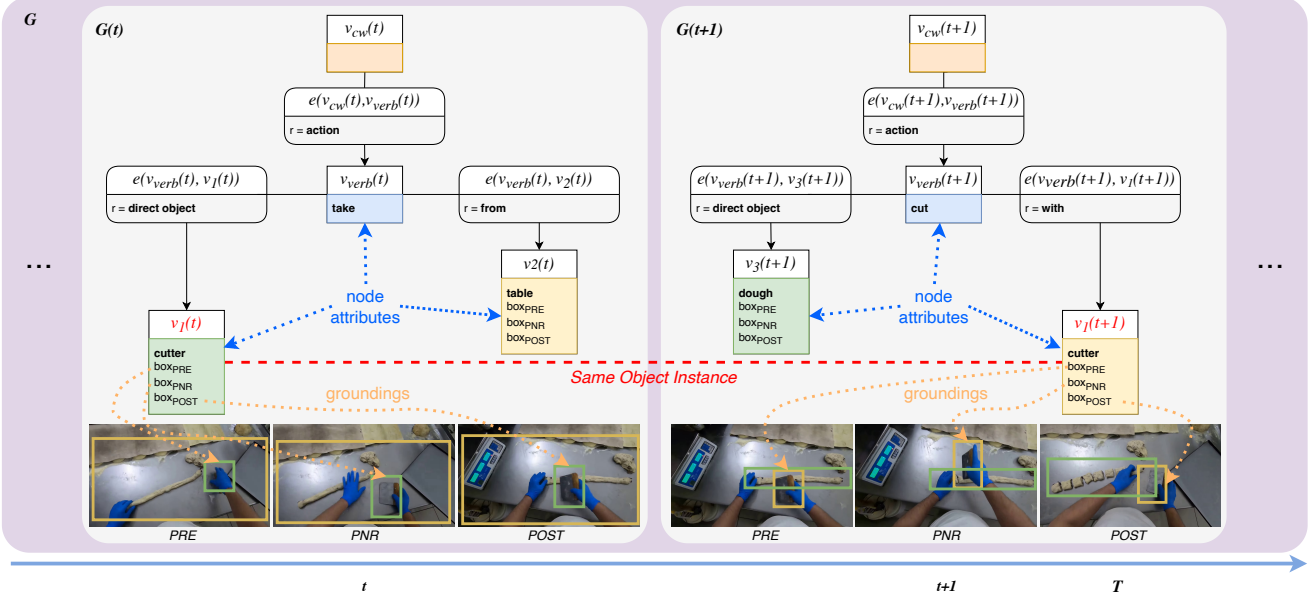 G
G(t)
v_cw(t)
e(v_cw(t),v_verb(t))
r = action
e(v_verb(t), v_1(t))
r = direct object
v_verb(t)
take
e(v_verb(t), v_2(t))
r = from
v2(t)
table
box_PRE
box_PNR
box_POST
node
attributes
v_1(t)
cutter
box_PRE
box_PNR
box_POST
groundings
PRE
PNR
POST
Same Object Instance
G(t+1)
v_cw(t+1)
e(v_cw(t+1),v_verb(t+1))
r = action
e(v_verb(t+1), v_3(t+1))
r = direct object
v_verb(t+1)
cut
e(v_verb(t+1), v_1(t+1))
r = with
v_3(t+1)
dough
box_PRE
box_PNR
box_POST
node
attributes
v_1(t+1)
cutter
box_PRE
box_PNR
box_POST
groundings
PRE
PNR
POST
...
...
t
t+1
T